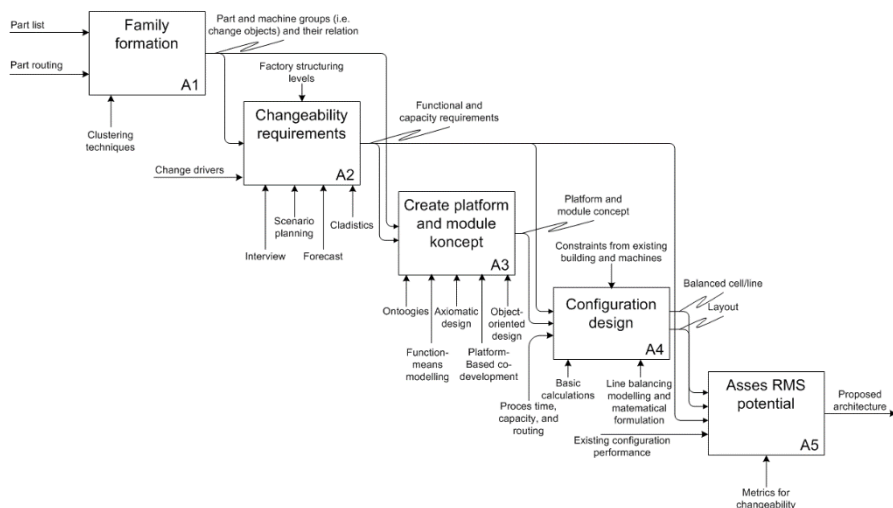 Part list
Part routing
Family
formation
A1
Clustering
techniques
Part and machine groups (i.e.
change objects) and their relation
Factory structuring
levels
Changeability
requirements
A2
Change drivers
Interview
Scenario
planning
Forecast
Cladistics
Functional and
capacity requirements
Create platform
and module
koncept
A3
Ontoogies
Function-
means
modelling
Axiomatic
design
Platform-
Based co-
development
Object-
oriented
design
Platform and
module concept
Constraints from existing
building and machines
Configuration
design
A4
Proces time,
capacity, and
routing
Basic
calculations
Line balancing
modelling and
matematical
formulation
Balanced cell/line
Layout
Asses RMS
potential
A5
Existing configuration
performance
Metrics for
changeability
Proposed
architecture